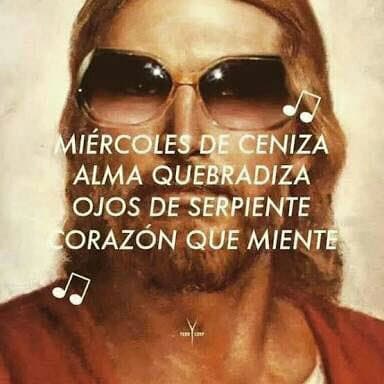 MIÉRCOLES DE CENIZA
ALMA QUEBRADIZA
OJOS DE SERPIENTE
CORAZÓN QUE MIENTE